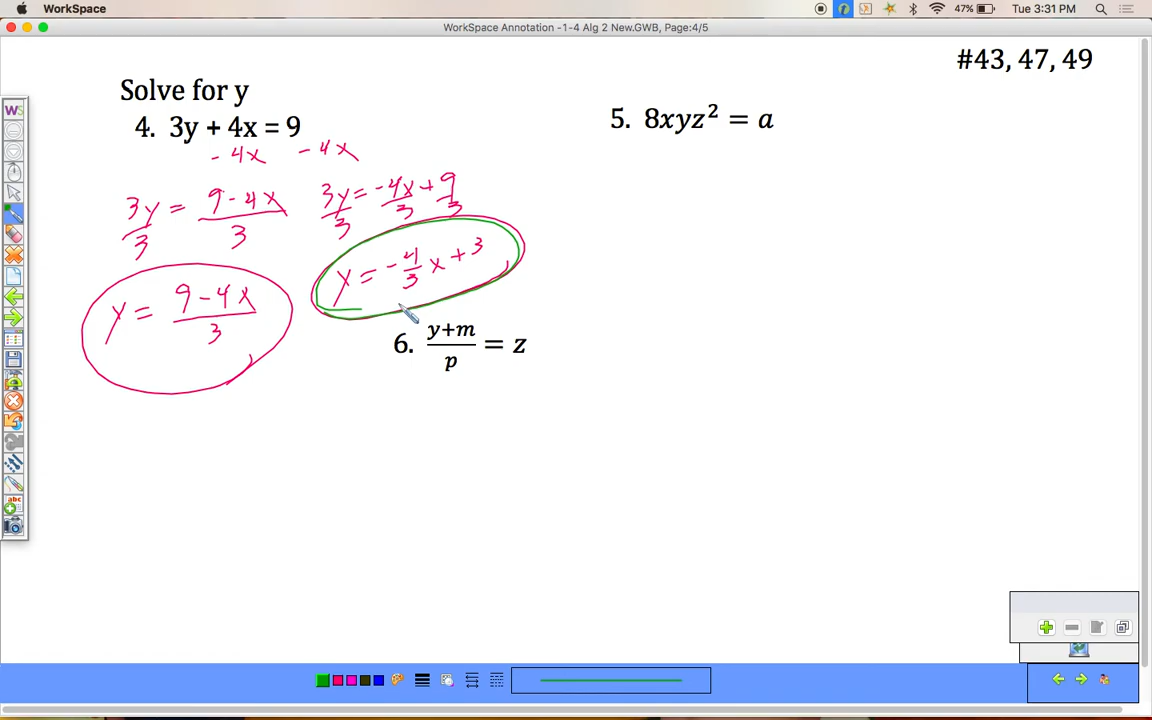 WorkSpace 47% Tue 3:31 PM
WorkSpace Annotation -1-4 Alg 2 New.GWB, Page:4/5
#43, 47, 49
Solve for y
4. 3y + 4x = 9
- 4x - 4x
3y = 9 - 4x
3 3
y = 9 - 4x
3
3y = -4x + 9
3 3 3
y = - 4/3 x + 3
5. 8xyz² = a
6. y+m/p = z
WS
abc